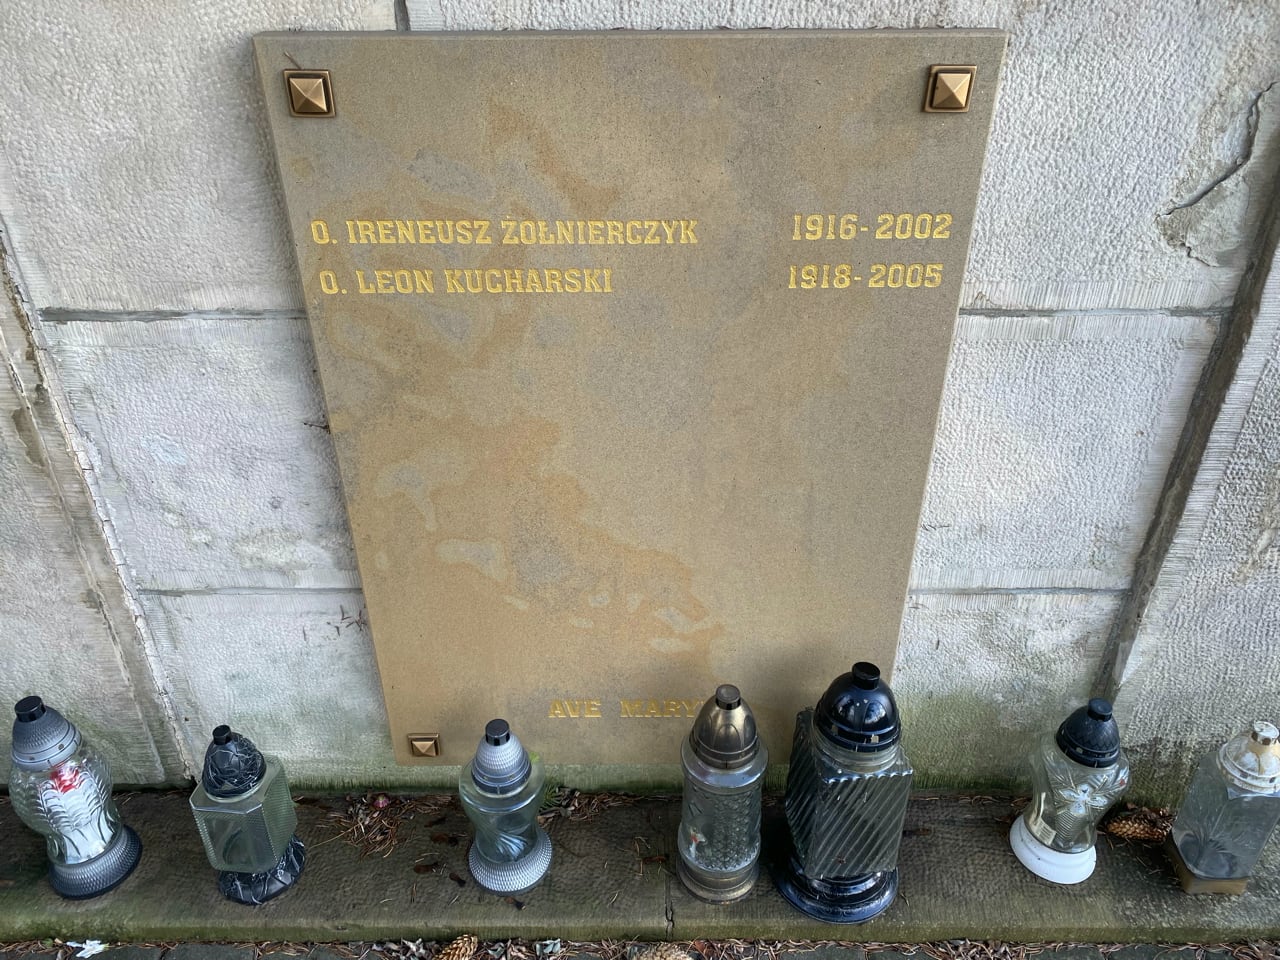 O. IRENEUSZ ŻOŁNIERCZYK 1916-2002
O. LEON KUCHARSKI 1918-2005
AVE